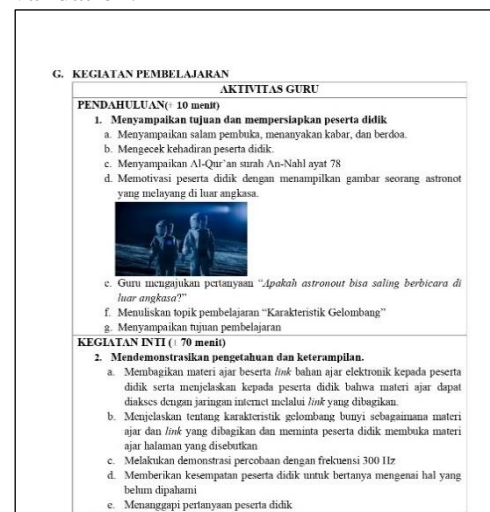 G. KEGIATAN PEMBELAJARAN
AKTIVITAS GURU
PENDAHULUAN(± 10 menit)
1. Menyampaikan tujuan dan mempersiapkan peserta didik
a. Menyampaikan salam pembuka, menanyakan kabar, dan berdoa.
b. Mengecek kehadiran peserta didik.
c. Menyampaikan Al-Qur'an surah An-Nahl ayat 78
d. Memotivasi peserta didik dengan menampilkan gambar seorang astronot
yang melayang di luar angkasa.
e. Guru mengajukan pertanyaan “Apakah astronout bisa saling berbicara di
luar angkasa?”
f. Menuliskan topik pembelajaran “Karakteristik Gelombang”
g. Menyampaikan tujuan pembelajaran
KEGIATAN INTI (± 70 menit)
2. Mendemonstrasikan pengetahuan dan keterampilan.
a. Membagikan materi ajar beserta link bahan ajar elektronik kepada peserta
didik serta menjelaskan kepada peserta didik bahwa materi ajar dapat
diakses dengan jaringan internet melalui link yang dibagikan.
b. Menjelaskan tentang karakteristik gelombang bunyi sebagaimana materi
ajar dan link yang dibagikan dan meminta peserta didik membuka materi
ajar halaman yang disebutkan
c. Melakukan demonstrasi percobaan dengan frekuensi 300 Hz
d. Memberikan kesempatan peserta didik untuk bertanya mengenai hal yang
belum dipahami
e. Menanggapi pertanyaan peserta didik